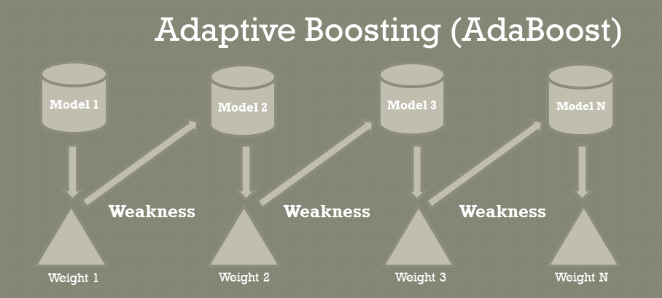 Adaptive Boosting (AdaBoost)
Model 1
Model 2
Model 3
Model N
Weakness
Weakness
Weakness
Weight 1
Weight 2
Weight 3
Weight N